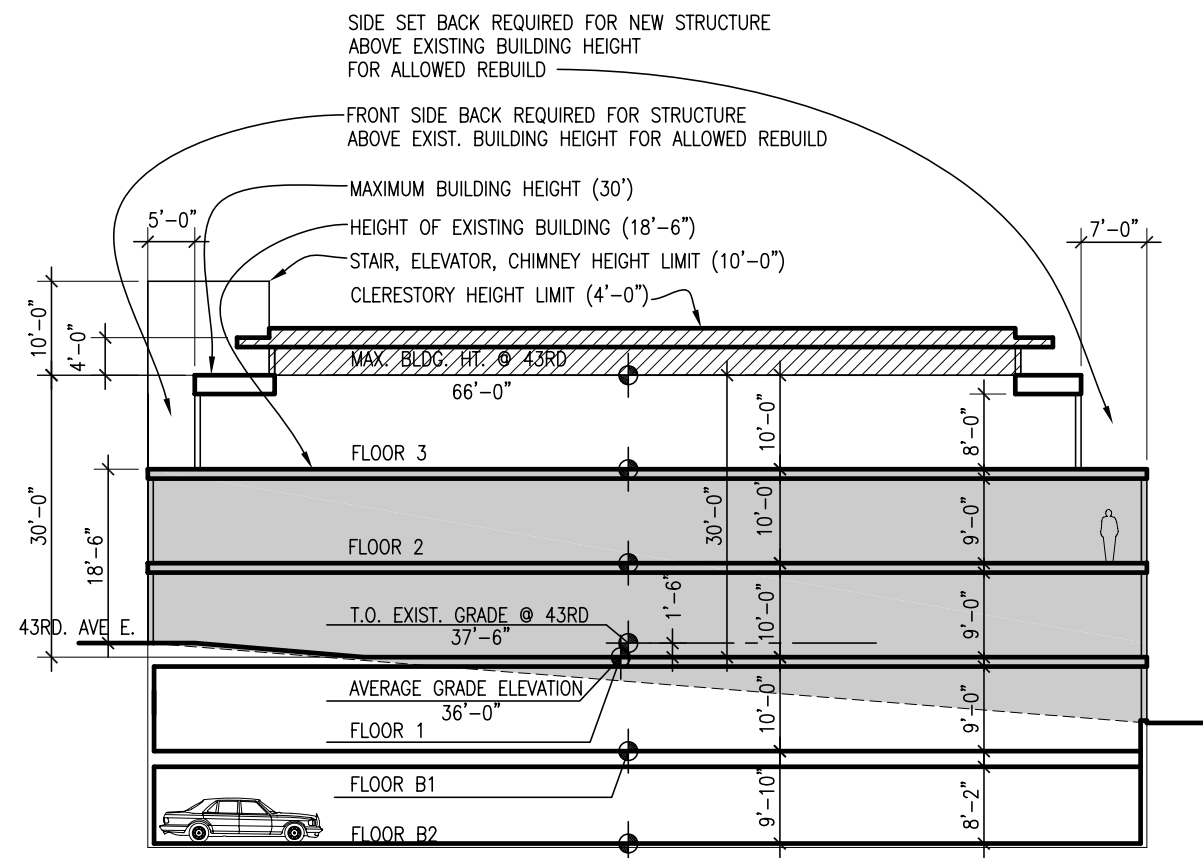 SIDE SET BACK REQUIRED FOR NEW STRUCTURE
ABOVE EXISTING BUILDING HEIGHT
FOR ALLOWED REBUILD
FRONT SIDE BACK REQUIRED FOR STRUCTURE
ABOVE EXIST. BUILDING HEIGHT FOR ALLOWED REBUILD
MAXIMUM BUILDING HEIGHT (30')
5'-0"
HEIGHT OF EXISTING BUILDING (18'-6")
7'-0"
STAIR, ELEVATOR, CHIMNEY HEIGHT LIMIT (10'-0")
CLERESTORY HEIGHT LIMIT (4'-0")
10'-0"
4'-0"
MAX. BLDG. HT. @ 43RD
66'-0"
10'-0"
8'-0"
FLOOR 3
30'-0"
18'-6"
30'-0"
10'-0"
9'-0"
FLOOR 2
1'-6"
10'-0"
9'-0"
T.O. EXIST. GRADE @ 43RD
37'-6"
43RD. AVE E.
AVERAGE GRADE ELEVATION
36'-0"
10'-0"
9'-0"
FLOOR 1
FLOOR B1
9'-10"
8'-2"
FLOOR B2